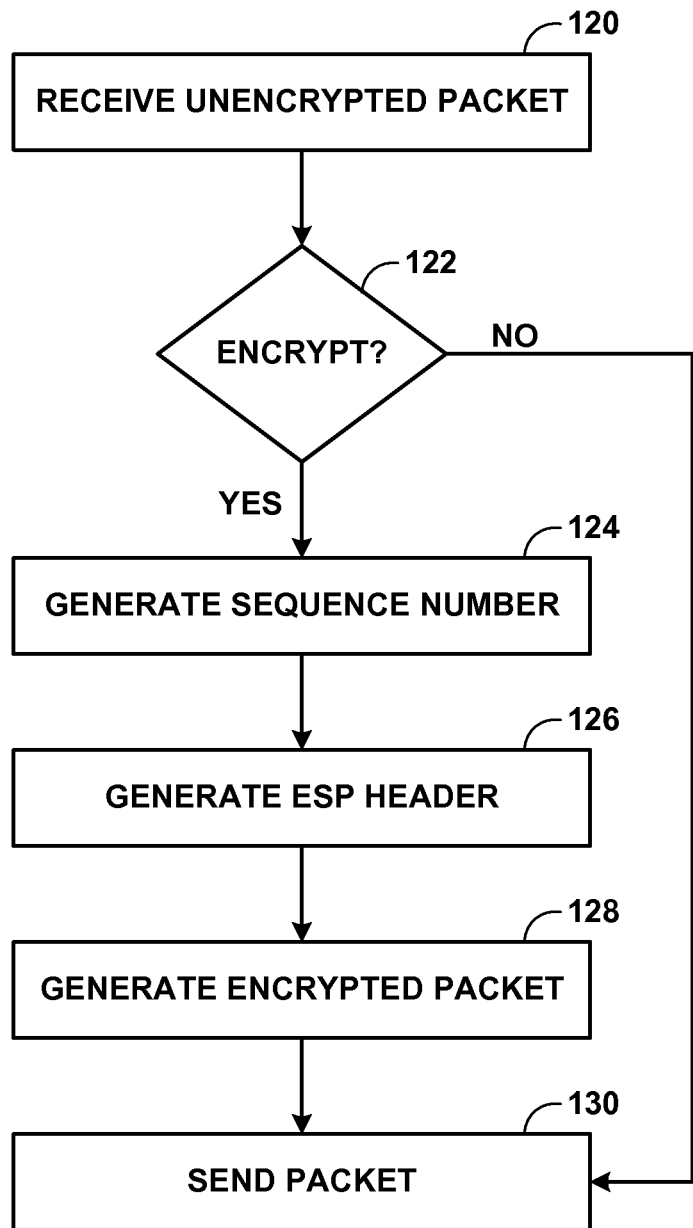 120
RECEIVE UNENCRYPTED PACKET
122
ENCRYPT?
NO
YES
124
GENERATE SEQUENCE NUMBER
126
GENERATE ESP HEADER
128
GENERATE ENCRYPTED PACKET
130
SEND PACKET